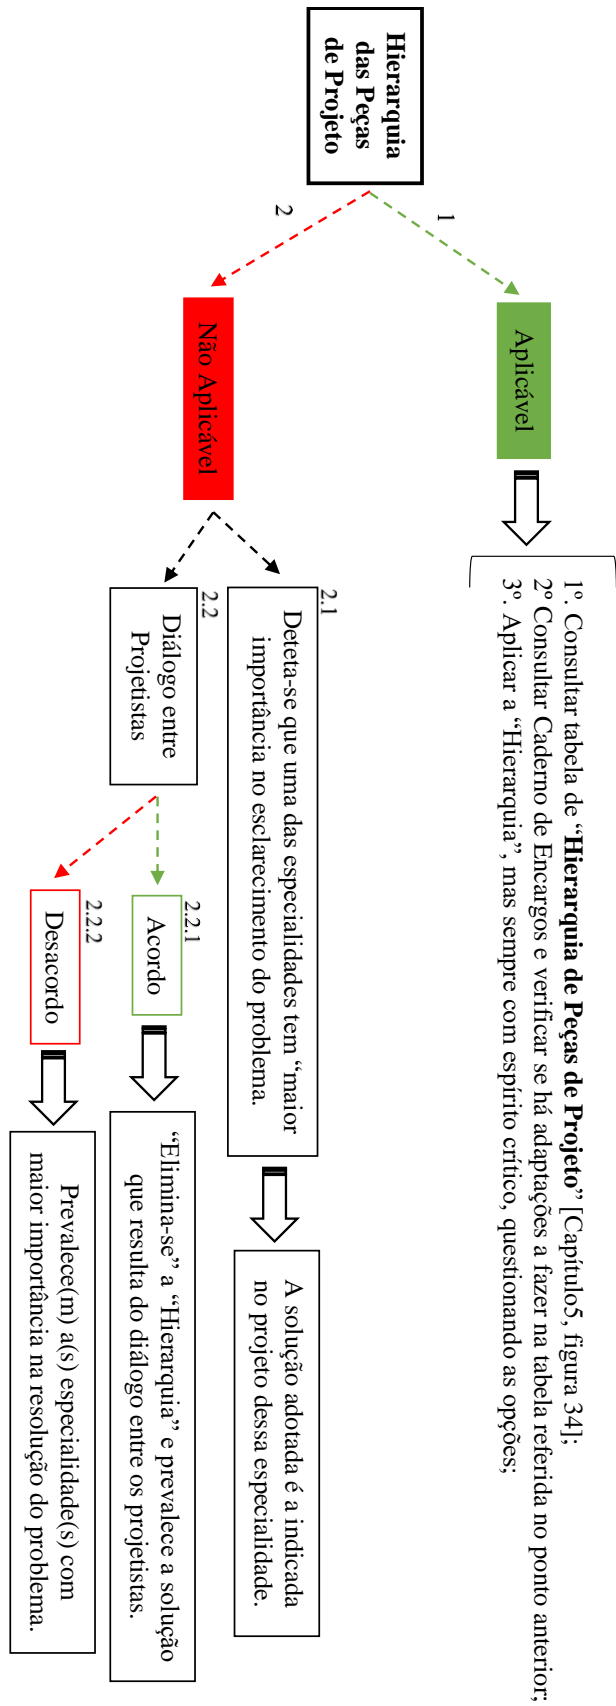 Hierarquia
das Peças
de Projeto
1
2
Aplicável
1º. Consultar tabela de “Hierarquia de Peças de Projeto” [Capítulo5, figura 34];
2º Consultar Caderno de Encargos e verificar se há adaptações a fazer na tabela referida no ponto anterior;
3º. Aplicar a “Hierarquia”, mas sempre com espírito crítico, questionando as opções;
Não Aplicável
2.1
Deteta-se que uma das especialidades tem “maior
importância no esclarecimento do problema.
A solução adotada é a indicada
no projeto dessa especialidade.
2.2
Diálogo entre
Projetistas
2.2.1
Acordo
“Elimina-se” a “Hierarquia” e prevalece a solução
que resulta do diálogo entre os projetistas.
2.2.2
Desacordo
Prevalece(m) a(s) especialidade(s) com
maior importância na resolução do problema.